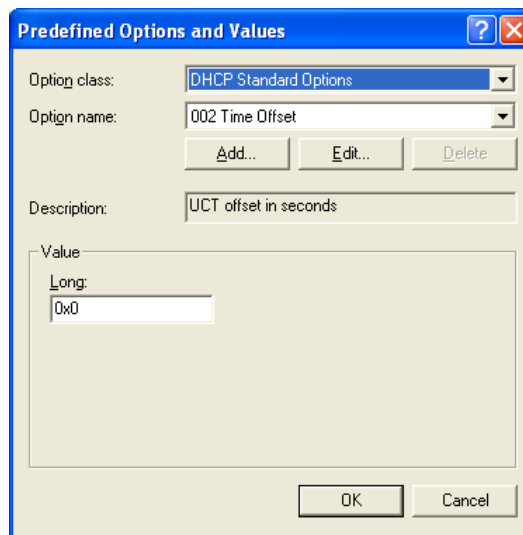 Predefined Options and Values
Option class: DHCP Standard Options
Option name: 002 Time Offset
Add... Edit... Delete
Description: UCT offset in seconds
Value
Long:
0x0
OK Cancel